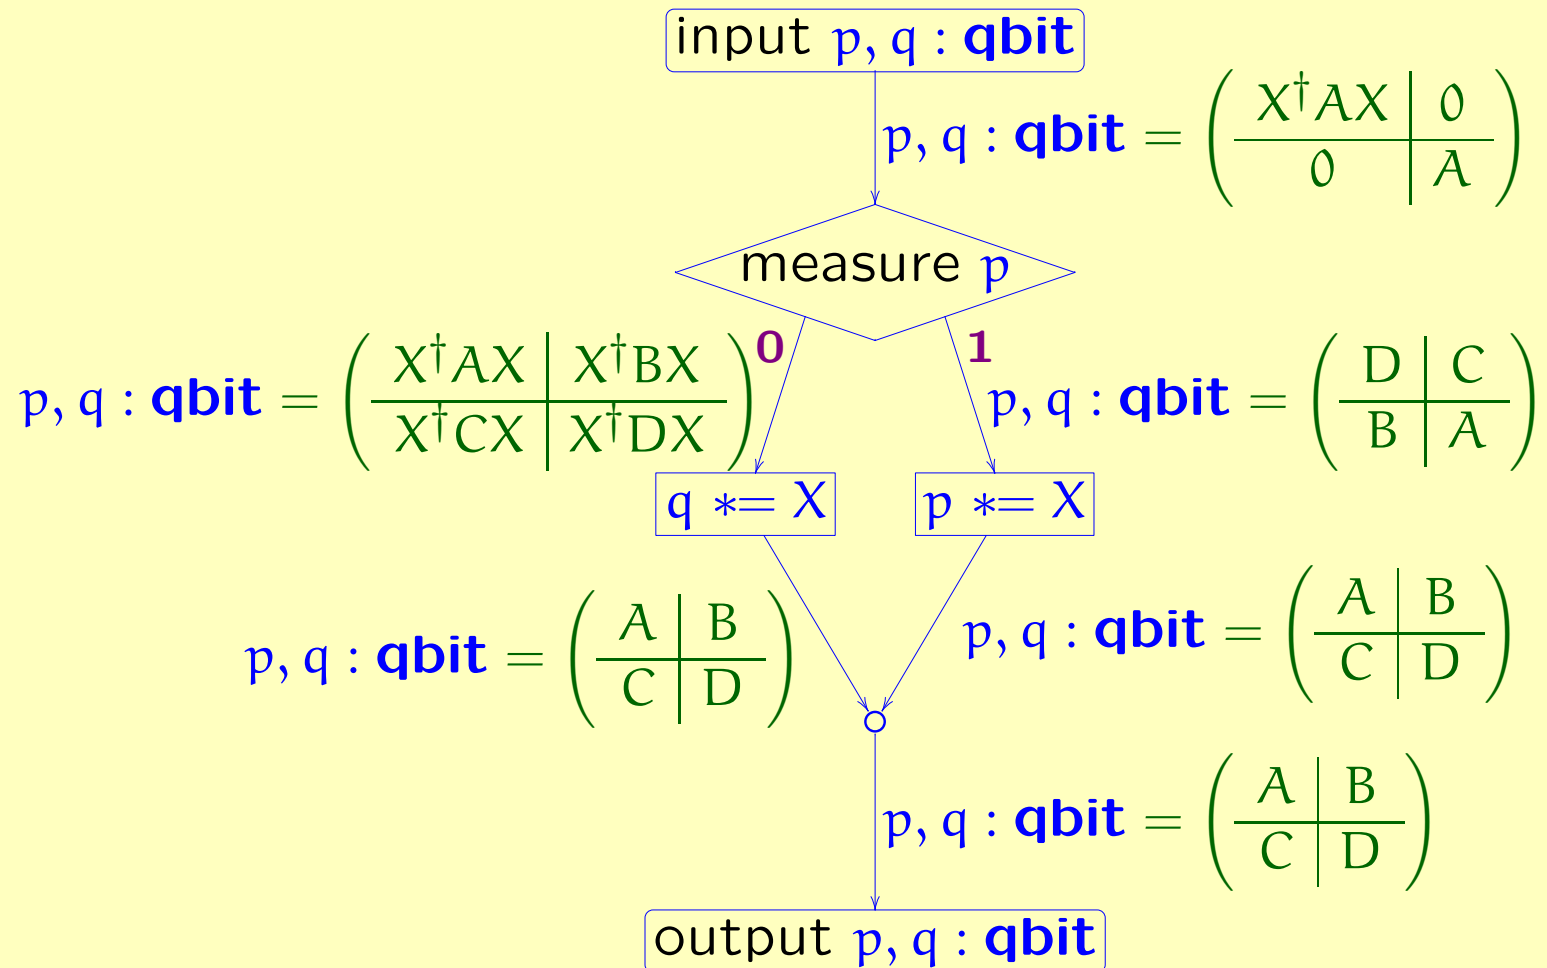 input p, q : qbit
p, q : qbit = ( X†AX | 0 )
( 0 | A )
measure p
0 1
p, q : qbit = ( X†AX | X†BX )
( X†CX | X†DX )
p, q : qbit = ( D | C )
( B | A )
q *= X
p *= X
p, q : qbit = ( A | B )
( C | D )
p, q : qbit = ( A | B )
( C | D )
p, q : qbit = ( A | B )
( C | D )
output p, q : qbit